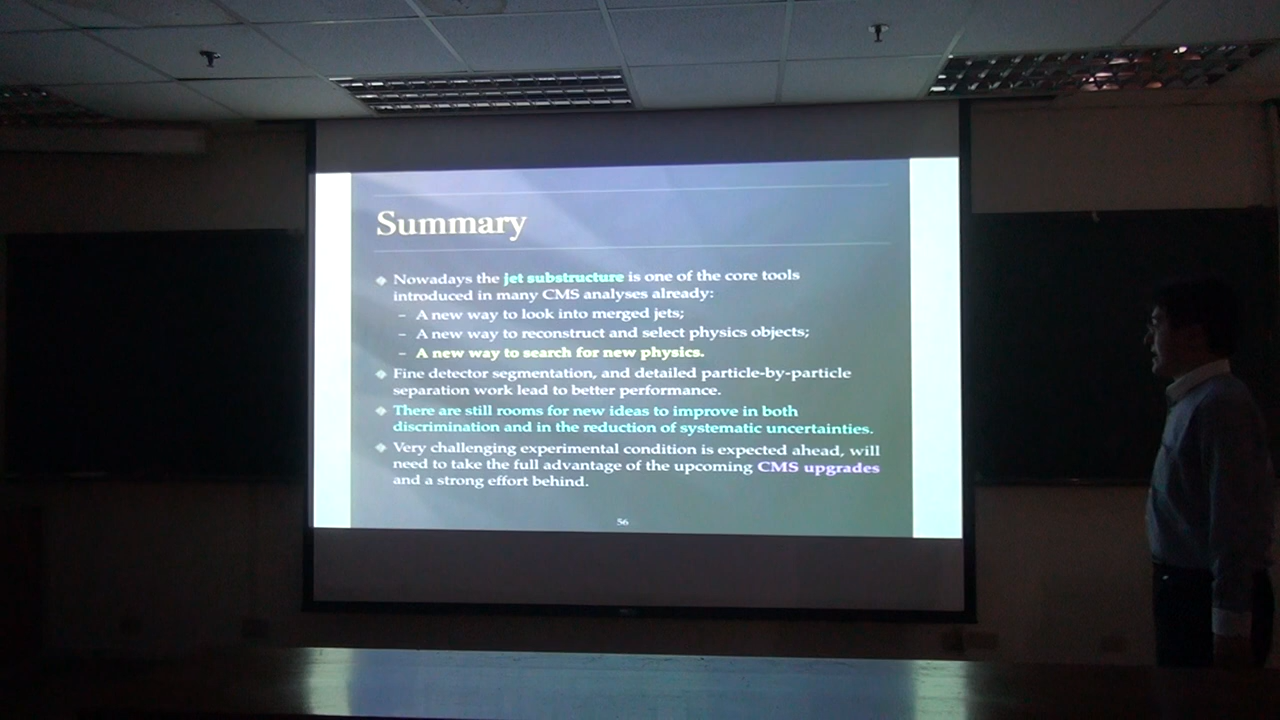 Summary
❖ Nowadays the jet substructure is one of the core tools
introduced in many CMS analyses already:
– A new way to look into merged jets;
– A new way to reconstruct and select physics objects;
– A new way to search for new physics.
❖ Fine detector segmentation, and detailed particle-by-particle
separation work lead to better performance.
❖ There are still rooms for new ideas to improve in both
discrimination and in the reduction of systematic uncertainties.
❖ Very challenging experimental condition is expected ahead, will
need to take the full advantage of the upcoming CMS upgrades
and a strong effort behind.
56